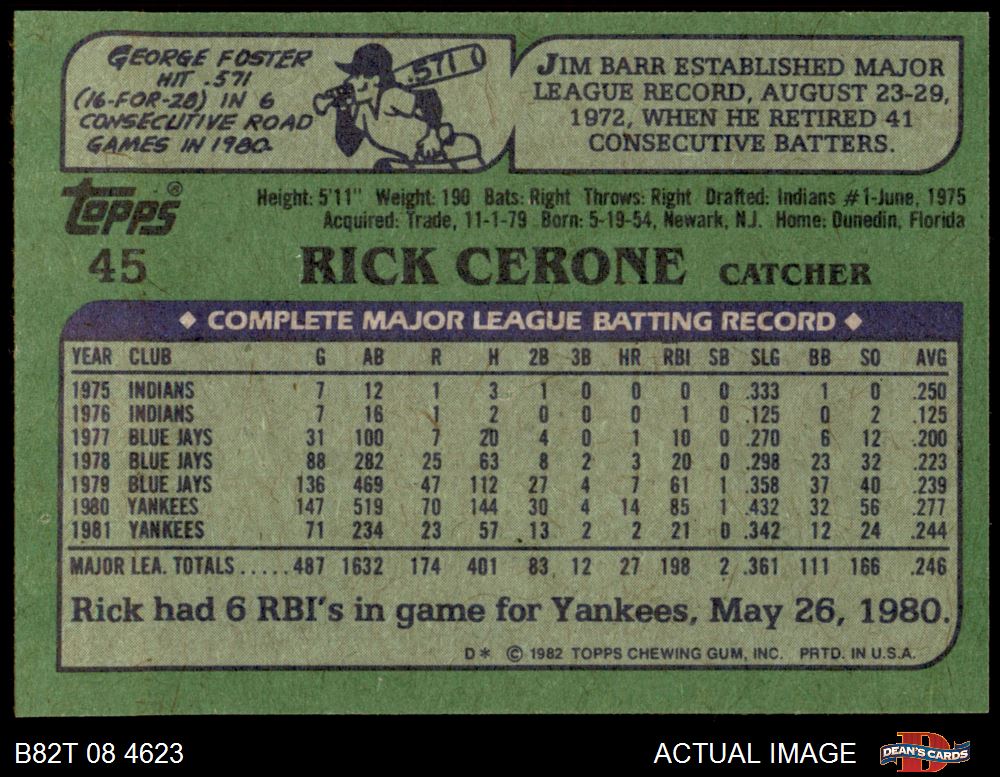 GEORGE FOSTER
HIT .571
(16-FOR-28) IN 6
CONSECUTIVE ROAD
GAMES IN 1980.
.571
JIM BARR ESTABLISHED MAJOR
LEAGUE RECORD, AUGUST 23-29,
1972, WHEN HE RETIRED 41
CONSECUTIVE BATTERS.
topps®
Height: 5'11" Weight: 190 Bats: Right Throws: Right Drafted: Indians #1-June, 1975
Acquired: Trade, 11-1-79 Born: 5-19-54, Newark, N.J. Home: Dunedin, Florida
45 RICK CERONE CATCHER
◆ COMPLETE MAJOR LEAGUE BATTING RECORD ◆
YEAR CLUB G AB R H 2B 3B HR RBI SB SLG BB SO AVG
1975 INDIANS 7 12 1 3 1 0 0 0 0 .333 1 0 .250
1976 INDIANS 7 16 1 2 0 0 0 1 0 .125 0 2 .125
1977 BLUE JAYS 31 100 7 20 4 0 1 10 0 .270 6 12 .200
1978 BLUE JAYS 88 282 25 63 8 2 3 20 0 .298 23 32 .223
1979 BLUE JAYS 136 469 47 112 27 4 7 61 1 .358 37 40 .239
1980 YANKEES 147 519 70 144 30 4 14 85 1 .432 32 56 .277
1981 YANKEES 71 234 23 57 13 2 2 21 0 .342 12 24 .244
MAJOR LEA. TOTALS.....487 1632 174 401 83 12 27 198 2 .361 111 166 .246
Rick had 6 RBI's in game for Yankees, May 26, 1980.
D* © 1982 TOPPS CHEWING GUM, INC. PRTD. IN U.S.A.
B82T 08 4623 ACTUAL IMAGE DEAN'S CARDS